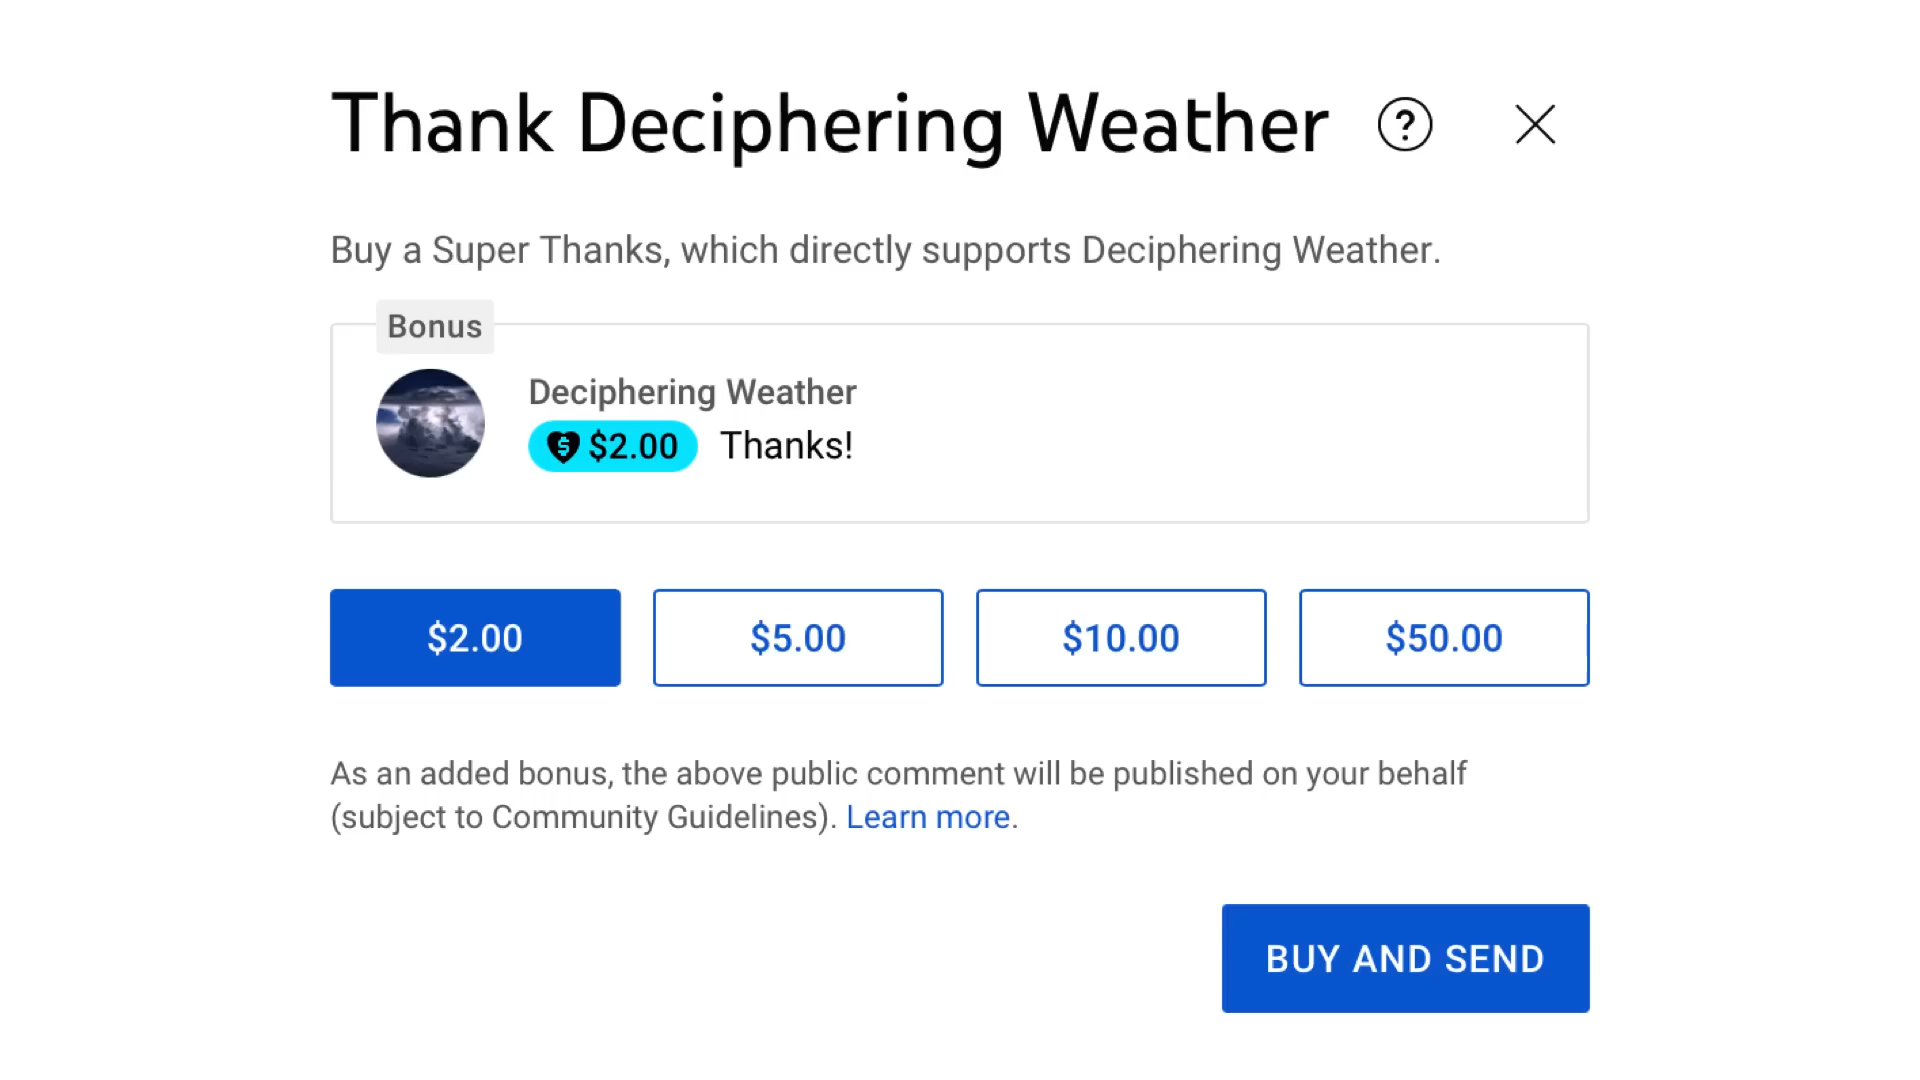 Thank Deciphering Weather ?
Buy a Super Thanks, which directly supports Deciphering Weather.
Bonus
Deciphering Weather
$ $2.00 Thanks!
$2.00 $5.00 $10.00 $50.00
As an added bonus, the above public comment will be published on your behalf
(subject to Community Guidelines). Learn more.
BUY AND SEND